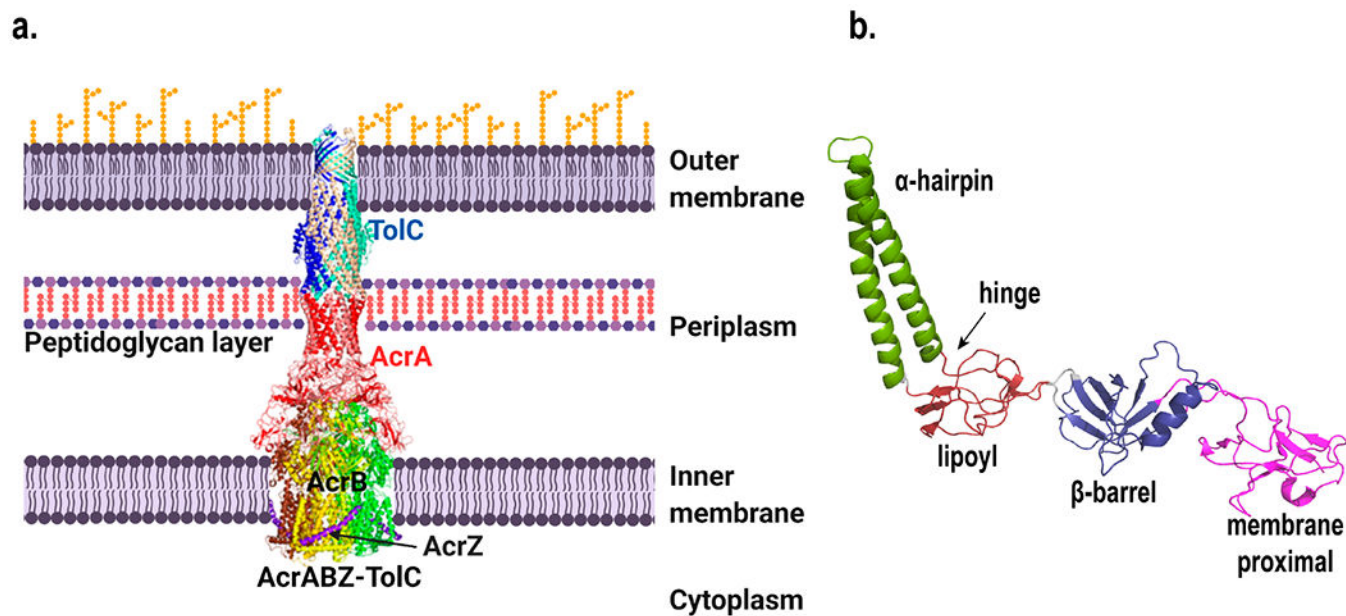 a.
Outer
membrane
TolC
Periplasm
Peptidoglycan layer
AcrA
Inner
membrane
AcrB
AcrZ
AcrABZ-TolC
Cytoplasm
b.
α-hairpin
hinge
lipoyl
β-barrel
membrane
proximal